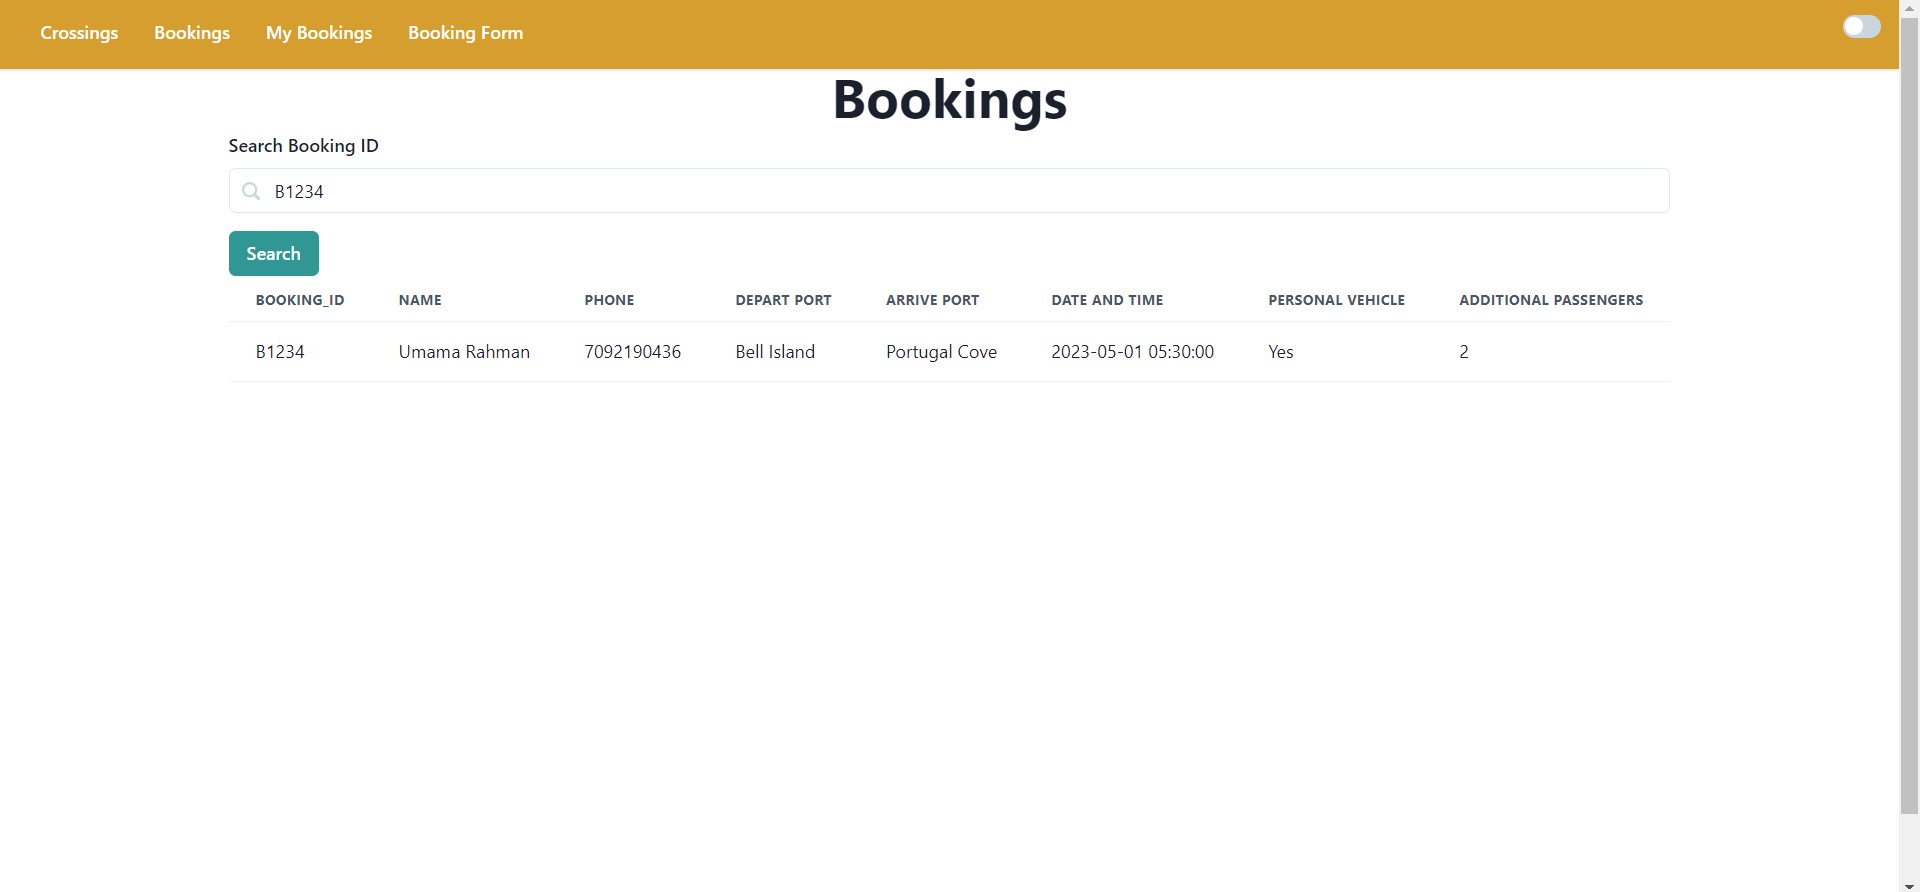 Crossings Bookings My Bookings Booking Form
Bookings
Search Booking ID
B1234
Search
BOOKING_ID NAME PHONE DEPART PORT ARRIVE PORT DATE AND TIME PERSONAL VEHICLE ADDITIONAL PASSENGERS
B1234 Umama Rahman 7092190436 Bell Island Portugal Cove 2023-05-01 05:30:00 Yes 2